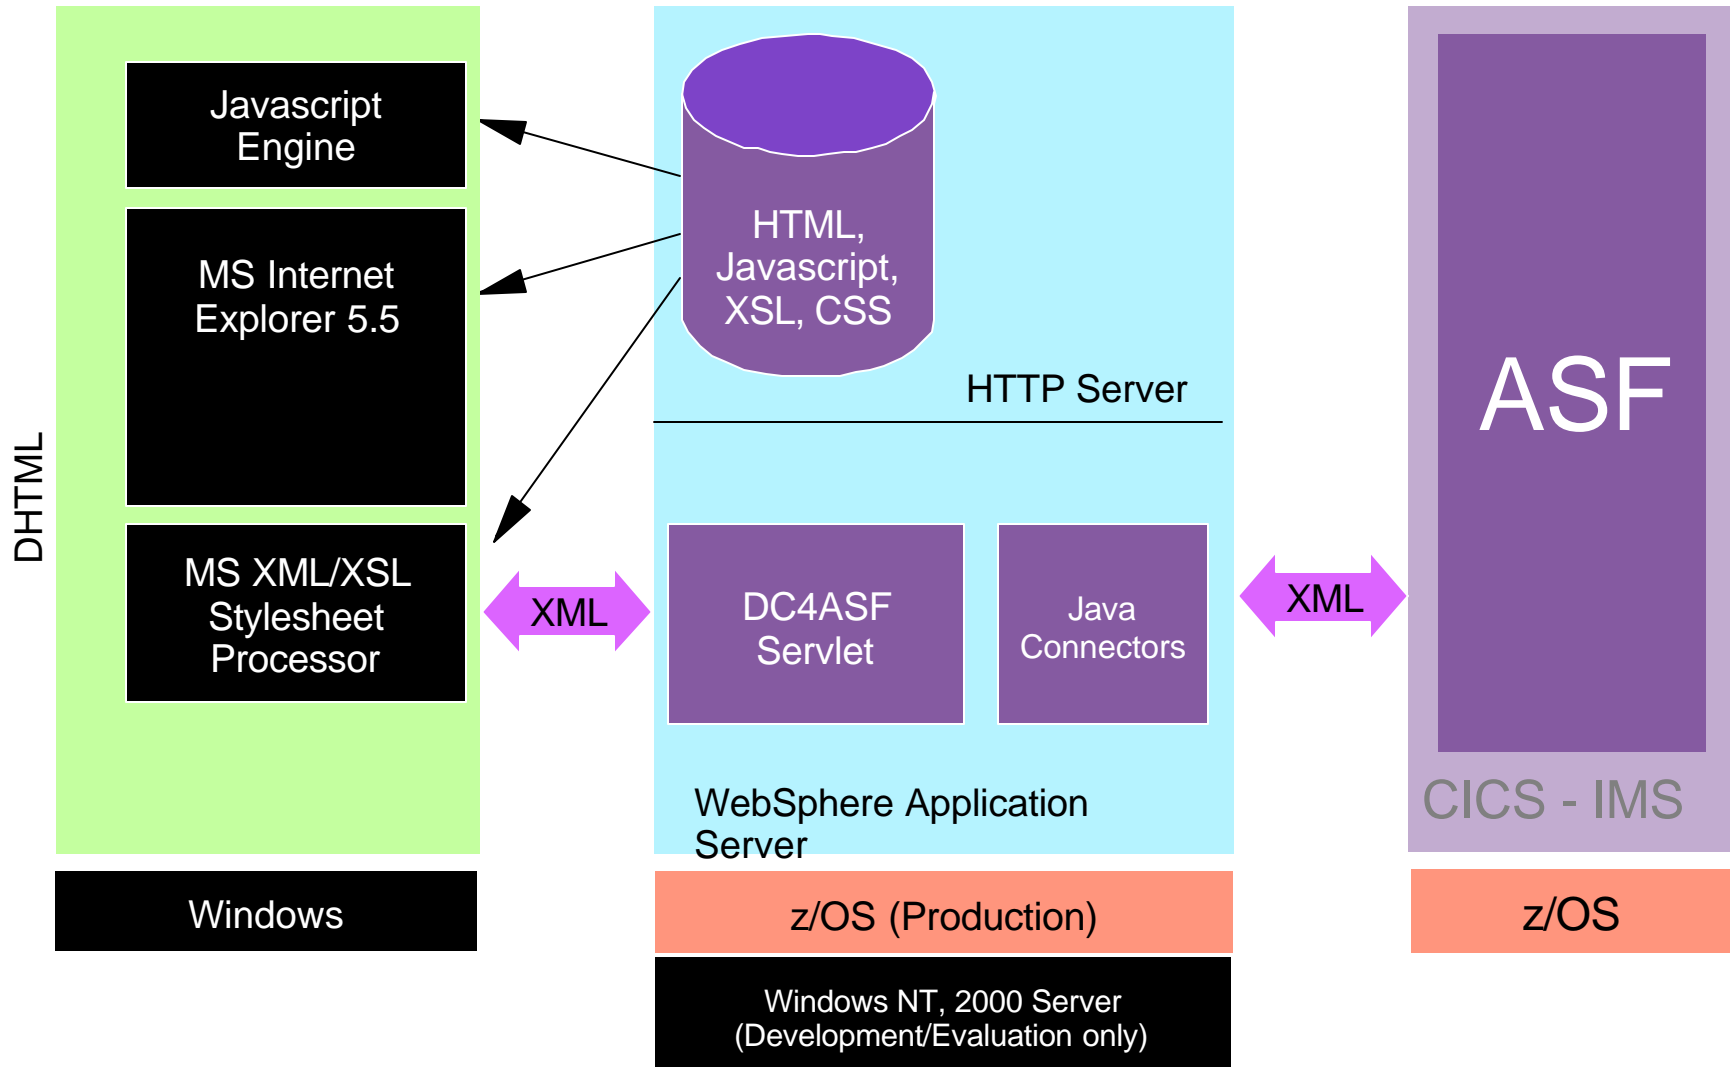 DHTML
Javascript
Engine
MS Internet
Explorer 5.5
MS XML/XSL
Stylesheet
Processor
Windows
XML
HTML,
Javascript,
XSL, CSS
HTTP Server
DC4ASF
Servlet
Java
Connectors
WebSphere Application
Server
z/OS (Production)
Windows NT, 2000 Server
(Development/Evaluation only)
XML
ASF
CICS - IMS
z/OS